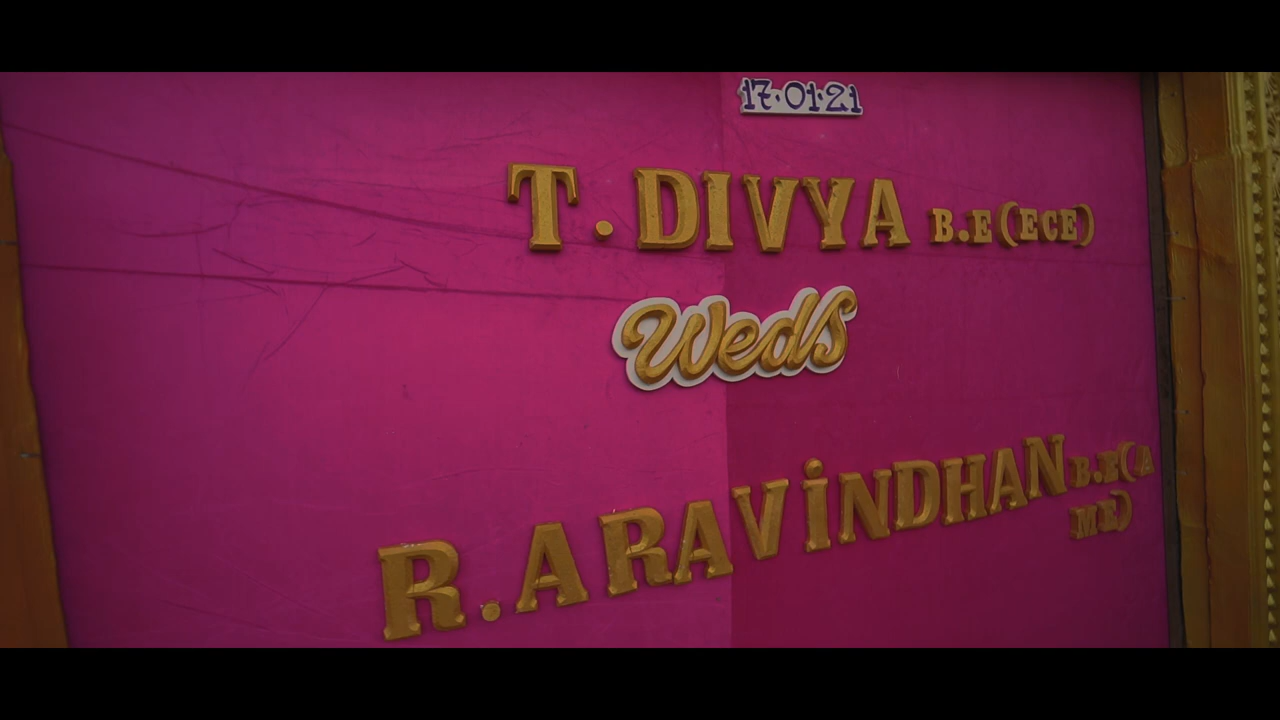 17.01.21
T. DIVYA B.E (ECE)
Weds
R. ARAViNDHAN B.E (A
ME)